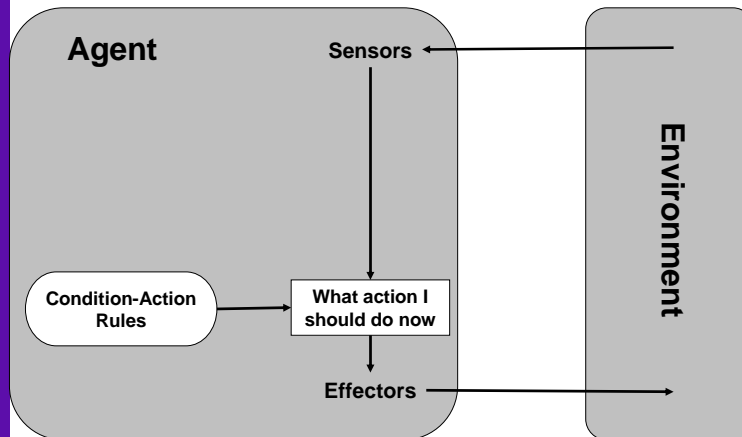 Agent
Sensors
Environment
Condition-Action
Rules
What action I
should do now
Effectors